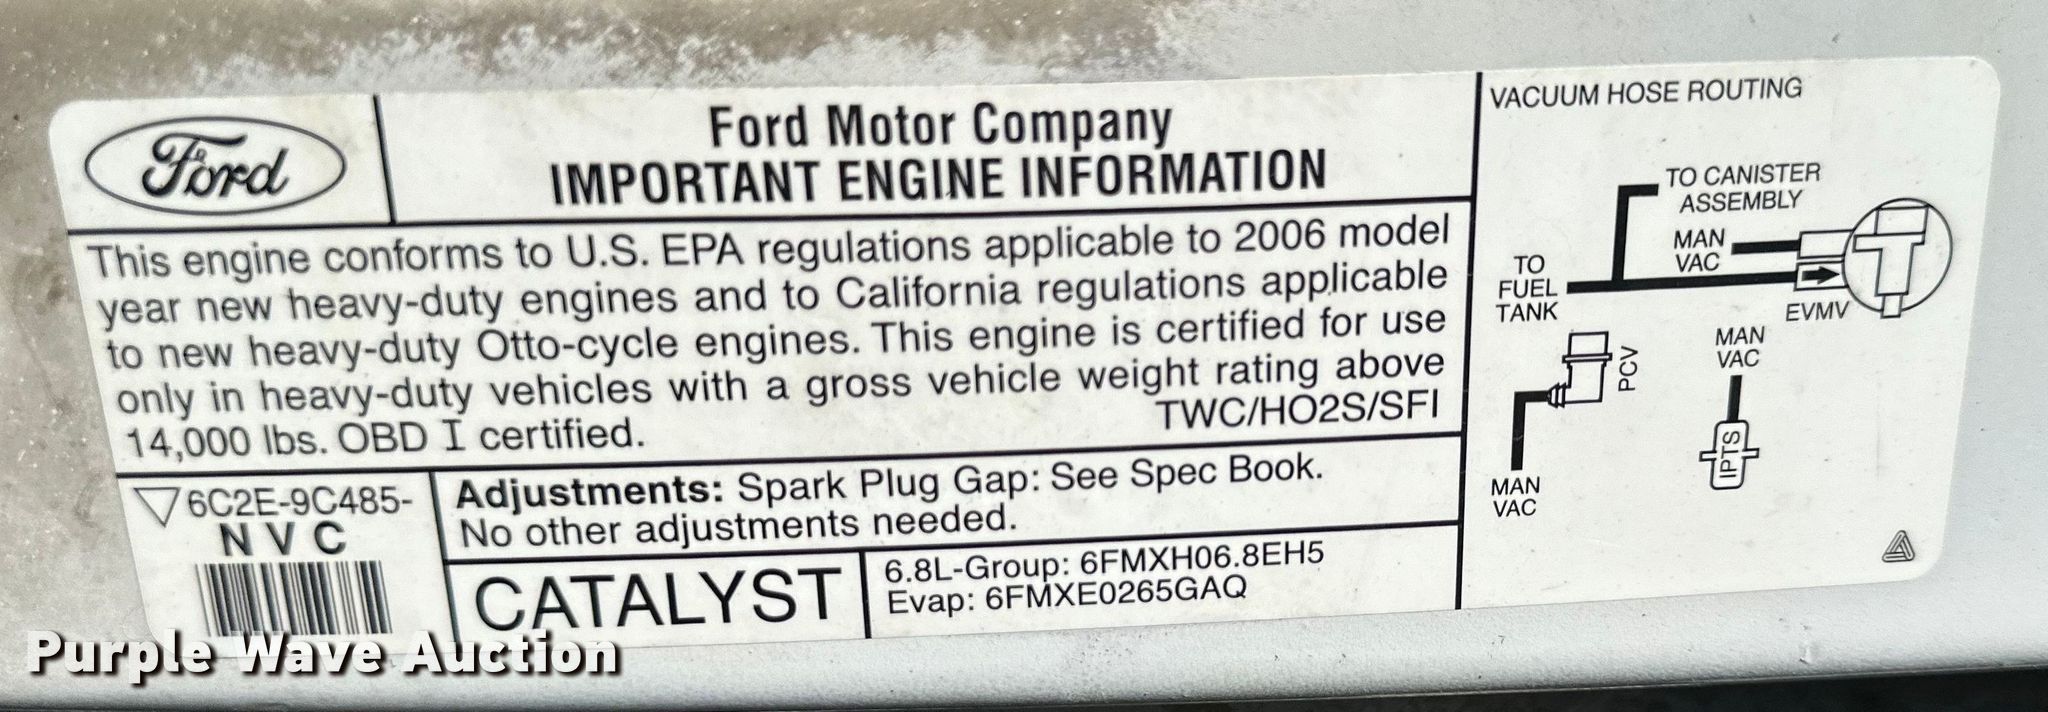 Ford
Ford Motor Company
IMPORTANT ENGINE INFORMATION
This engine conforms to U.S. EPA regulations applicable to 2006 model
year new heavy-duty engines and to California regulations applicable
to new heavy-duty Otto-cycle engines. This engine is certified for use
only in heavy-duty vehicles with a gross vehicle weight rating above
14,000 lbs. OBD I certified.
TWC/HO2S/SFI
6C2E-9C485-
N V C
Adjustments: Spark Plug Gap: See Spec Book.
No other adjustments needed.
CATALYST
6.8L-Group: 6FMXH06.8EH5
Evap: 6FMXE0265GAQ
VACUUM HOSE ROUTING
TO CANISTER
ASSEMBLY
MAN
VAC
TO
FUEL
TANK
EVMV
PCV
MAN
VAC
MAN
VAC
IPTS
Purple Wave Auction